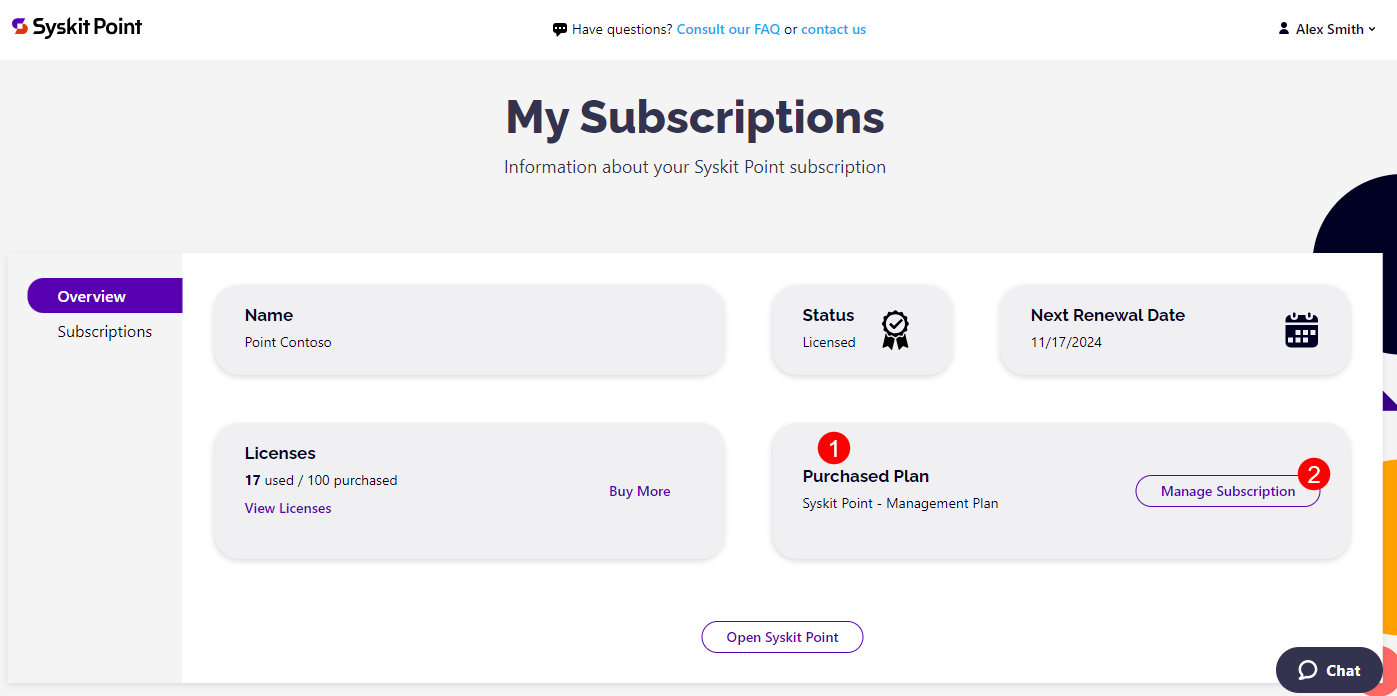 Syskit Point
Have questions? Consult our FAQ or contact us
Alex Smith
My Subscriptions
Information about your Syskit Point subscription
Overview
Subscriptions
Name
Point Contoso
Status
Licensed
Next Renewal Date
11/17/2024
Licenses
17 used / 100 purchased
View Licenses
Buy More
1
Purchased Plan
Syskit Point - Management Plan
2
Manage Subscription
Open Syskit Point
Chat